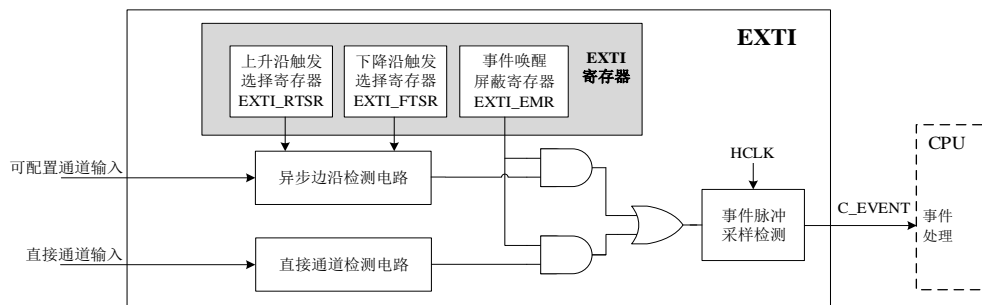 EXTI
上升沿触发
选择寄存器
EXTI_RTSR
下降沿触发
选择寄存器
EXTI_FTSR
事件唤醒
屏蔽寄存器
EXTI_EMR
EXTI
寄存器
可配置通道输入
异步边沿检测电路
直接通道输入
直接通道检测电路
HCLK
事件脉冲
采样检测
C_EVENT
CPU
事件
处理